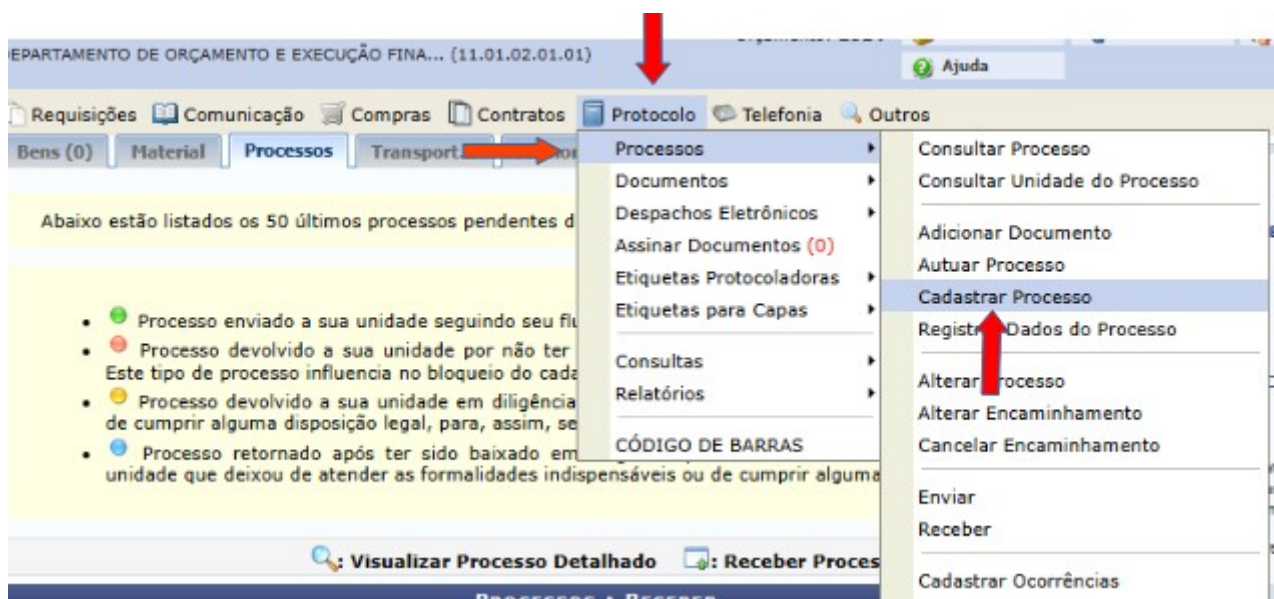 DEPARTAMENTO DE ORÇAMENTO E EXECUÇÃO FINA... (11.01.02.01.01)
Ajuda
Requisições Comunicação Compras Contratos Protocolo Telefonia Outros
Bens (0) Material Processos Transport...
Abaixo estão listados os 50 últimos processos pendentes d
Processo enviado a sua unidade seguindo seu flu
Processo devolvido a sua unidade por não ter
Este tipo de processo influencia no bloqueio do cada
Processo devolvido a sua unidade em diligência
de cumprir alguma disposição legal, para, assim, se
Processo retornado após ter sido baixado em
unidade que deixou de atender as formalidades indispensáveis ou de cumprir alguma
: Visualizar Processo Detalhado : Receber Proces
Processos
Documentos
Despachos Eletrônicos
Assinar Documentos (0)
Etiquetas Protocoladoras
Etiquetas para Capas
Consultas
Relatórios
CÓDIGO DE BARRAS
Consultar Processo
Consultar Unidade do Processo
Adicionar Documento
Autuar Processo
Cadastrar Processo
Registrar Dados do Processo
Alterar Processo
Alterar Encaminhamento
Cancelar Encaminhamento
Enviar
Receber
Cadastrar Ocorrências